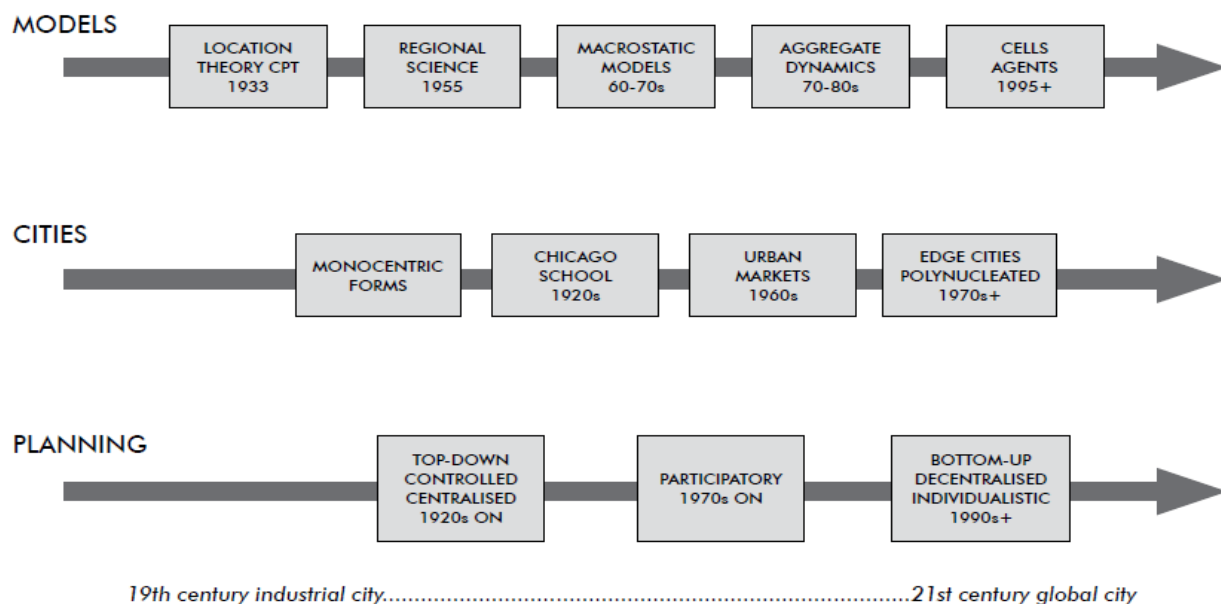 MODELS
LOCATION
THEORY CPT
1933
REGIONAL
SCIENCE
1955
MACROSTATIC
MODELS
60-70s
AGGREGATE
DYNAMICS
70-80s
CELLS
AGENTS
1995+
CITIES
MONOCENTRIC
FORMS
CHICAGO
SCHOOL
1920s
URBAN
MARKETS
1960s
EDGE CITIES
POLYNUCLEATED
1970s+
PLANNING
TOP-DOWN
CONTROLLED
CENTRALISED
1920s ON
PARTICIPATORY
1970s ON
BOTTOM-UP
DECENTRALISED
INDIVIDUALISTIC
1990s+
19th century industrial city....................................................................................21st century global city